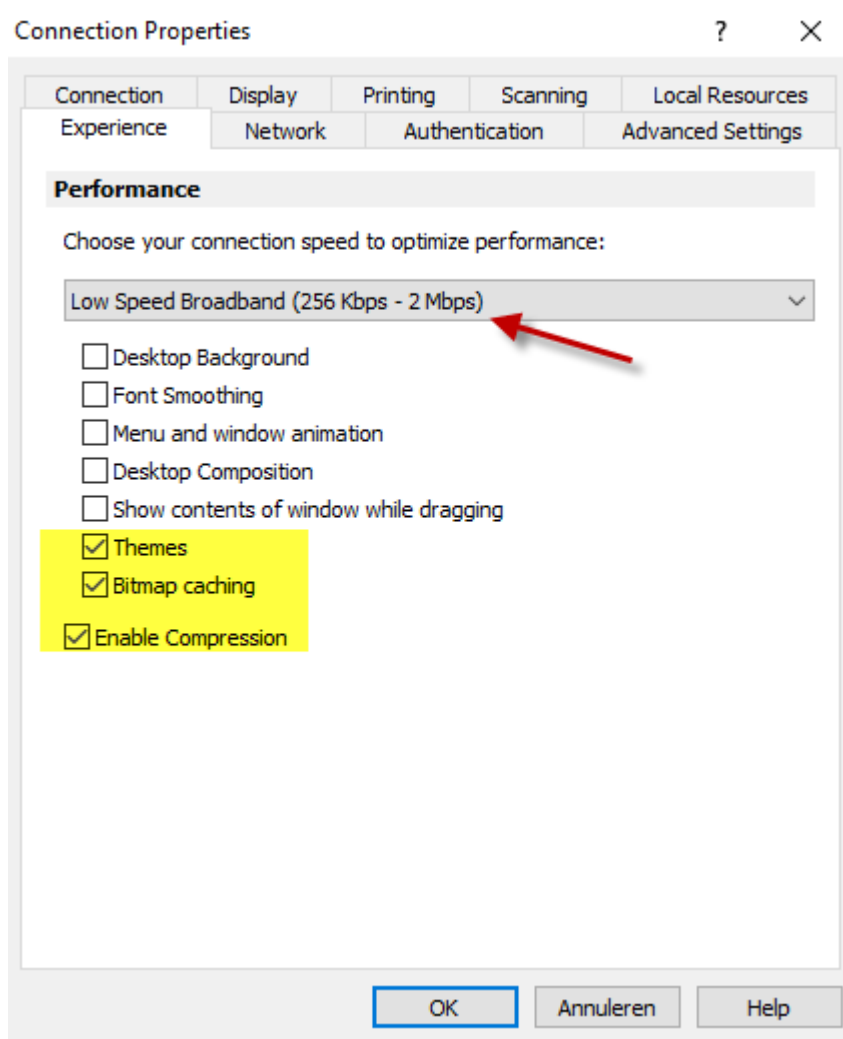 Connection Properties ?
Connection Display Printing Scanning Local Resources
Experience Network Authentication Advanced Settings
Performance
Choose your connection speed to optimize performance:
Low Speed Broadband (256 Kbps - 2 Mbps)
Desktop Background
Font Smoothing
Menu and window animation
Desktop Composition
Show contents of window while dragging
Themes
Bitmap caching
Enable Compression
OK Annuleren Help